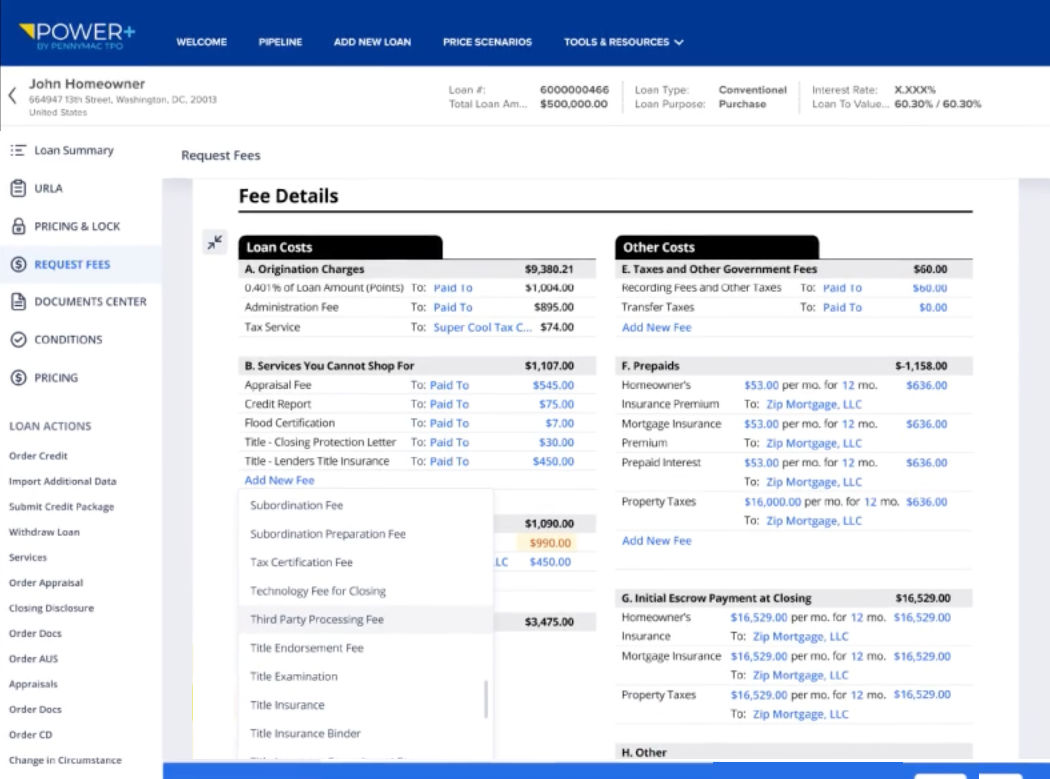 POWER+
BY PENNYMAC TPO
WELCOME PIPELINE ADD NEW LOAN PRICE SCENARIOS TOOLS & RESOURCES
John Homeowner
664947 13th Street, Washington, DC, 20013
United States
Loan #: 6000000466
Total Loan Am... $500,000.00
Loan Type: Conventional
Loan Purpose: Purchase
Interest Rate: X.XXX%
Loan To Value... 60.30% / 60.30%
Loan Summary
URLA
PRICING & LOCK
REQUEST FEES
DOCUMENTS CENTER
CONDITIONS
PRICING
LOAN ACTIONS
Order Credit
Import Additional Data
Submit Credit Package
Withdraw Loan
Services
Order Appraisal
Closing Disclosure
Order Docs
Order AUS
Appraisals
Order Docs
Order CD
Change in Circumstance
Request Fees
Fee Details
Loan Costs
A. Origination Charges $9,380.21
0.401% of Loan Amount (Points) To: Paid To $1,004.00
Administration Fee To: Paid To $895.00
Tax Service To: Super Cool Tax C... $74.00
B. Services You Cannot Shop For $1,107.00
Appraisal Fee To: Paid To $545.00
Credit Report To: Paid To $75.00
Flood Certification To: Paid To $7.00
Title - Closing Protection Letter To: Paid To $30.00
Title - Lenders Title Insurance To: Paid To $450.00
Add New Fee
Subordination Fee
Subordination Preparation Fee
Tax Certification Fee
Technology Fee for Closing
Third Party Processing Fee
Title Endorsement Fee
Title Examination
Title Insurance
Title Insurance Binder
$1,090.00
$990.00
LC $450.00
$3,475.00
Other Costs
E. Taxes and Other Government Fees $60.00
Recording Fees and Other Taxes To: Paid To $60.00
Transfer Taxes To: Paid To $0.00
Add New Fee
F. Prepaids $-1,158.00
Homeowner's $53.00 per mo. for 12 mo. $636.00
Insurance Premium To: Zip Mortgage, LLC
Mortgage Insurance $53.00 per mo. for 12 mo. $636.00
Premium To: Zip Mortgage, LLC
Prepaid Interest $53.00 per mo. for 12 mo. $636.00
To: Zip Mortgage, LLC
Property Taxes $16,000.00 per mo. for 12 mo. $636.00
To: Zip Mortgage, LLC
Add New Fee
G. Initial Escrow Payment at Closing $16,529.00
Homeowner's $16,529.00 per mo. for 12 mo. $16,529.00
Insurance To: Zip Mortgage, LLC
Mortgage Insurance $16,529.00 per mo. for 12 mo. $16,529.00
To: Zip Mortgage, LLC
Property Taxes $16,529.00 per mo. for 12 mo. $16,529.00
To: Zip Mortgage, LLC
H. Other